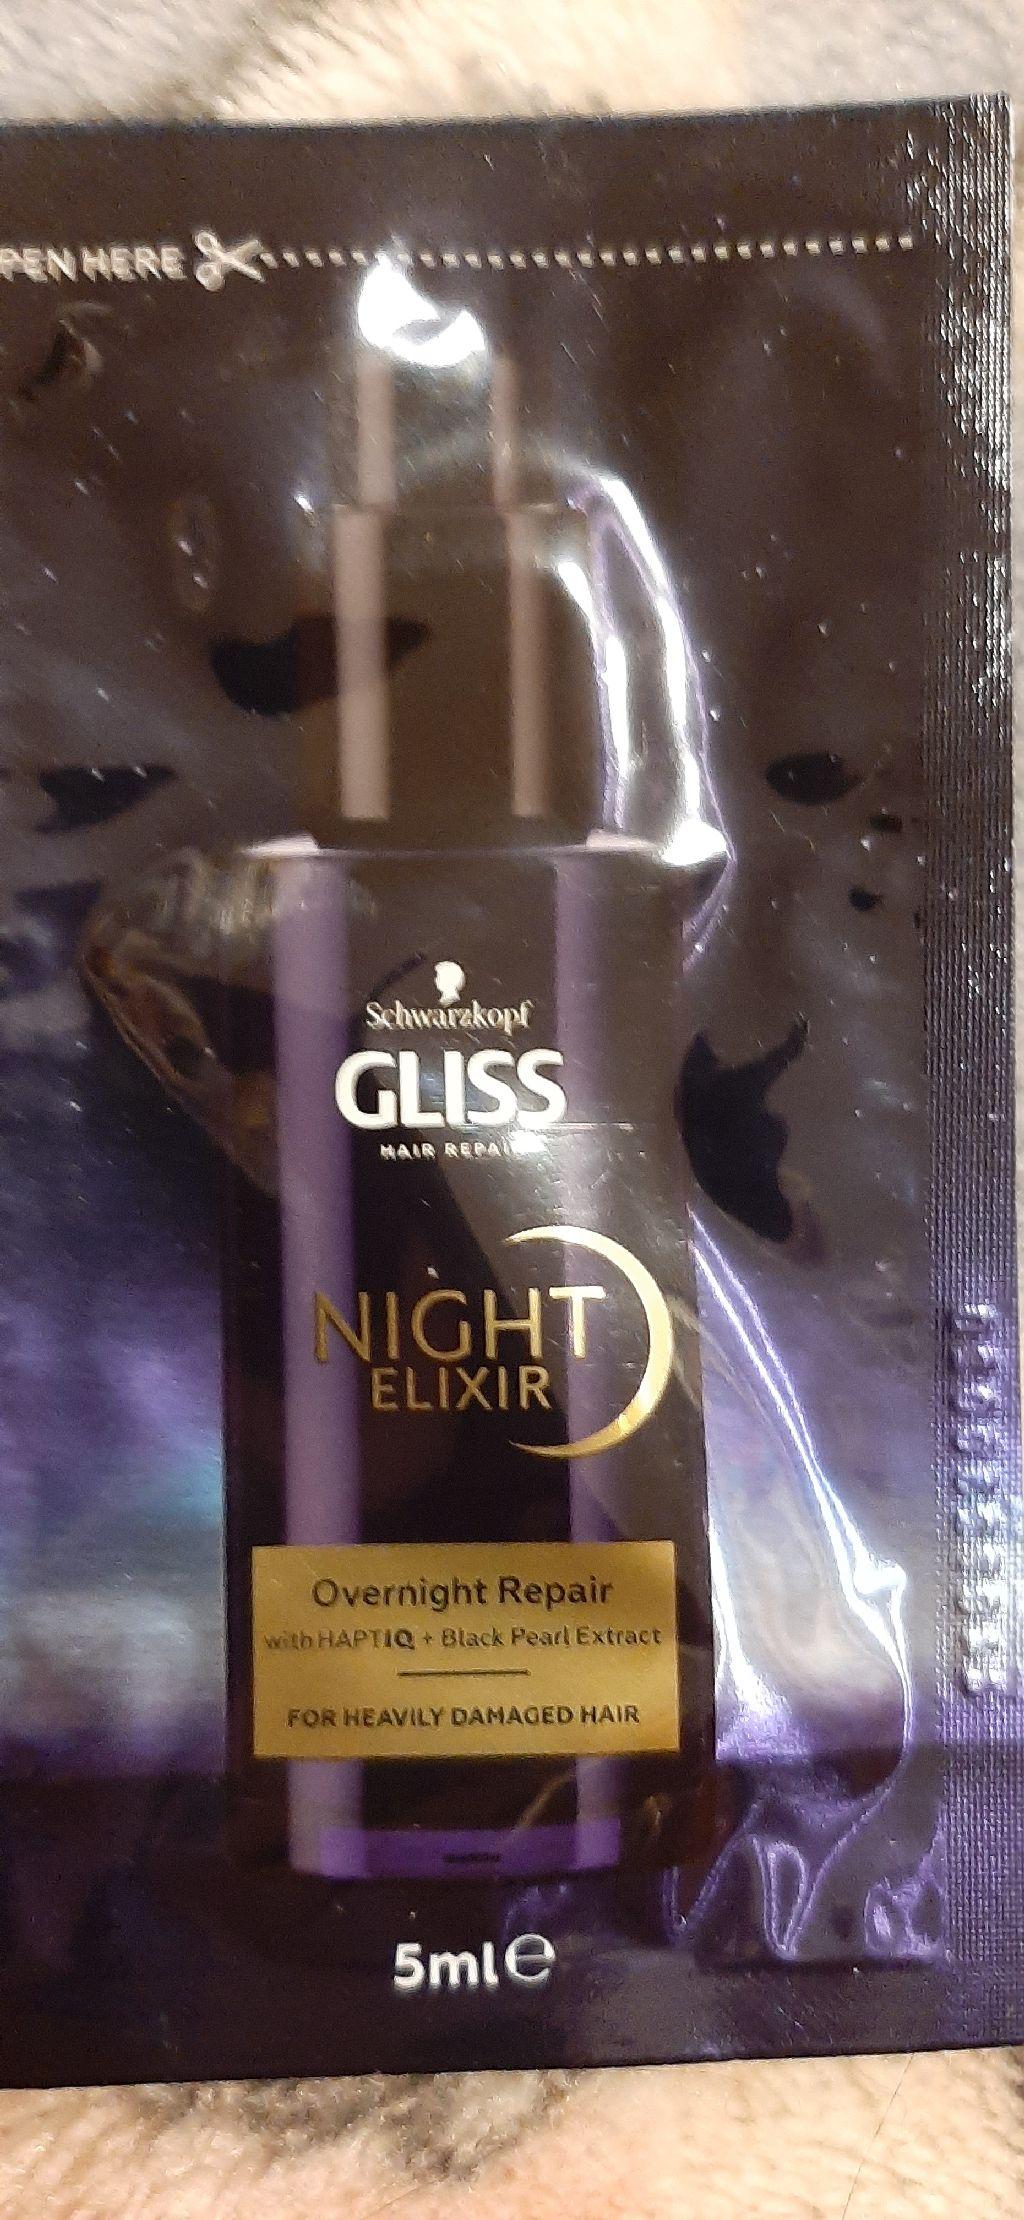 PEN HERE
Schwarzkopf
GLISS
HAIR REPAIR
NIGHT
ELIXIR
Overnight Repair
with HAPTIQ + Black Pearl Extract
FOR HEAVILY DAMAGED HAIR
5ml e